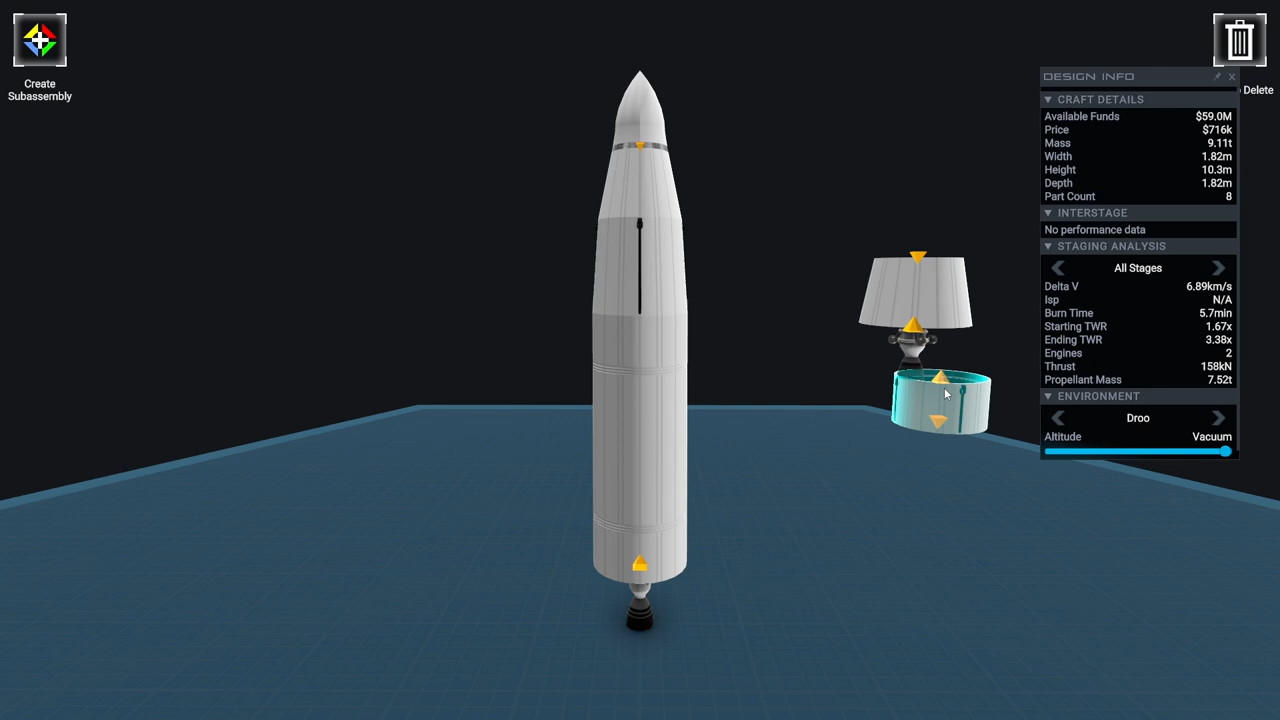 Create
Subassembly
Delete
DESIGN INFO
CRAFT DETAILS
Available Funds $59.0M
Price $716k
Mass 9.11t
Width 1.82m
Height 10.3m
Depth 1.82m
Part Count 8
INTERSTAGE
No performance data
STAGING ANALYSIS
All Stages
Delta V 6.89km/s
Isp N/A
Burn Time 5.7min
Starting TWR 1.67x
Ending TWR 3.38x
Engines 2
Thrust 158kN
Propellant Mass 7.52t
ENVIRONMENT
Droo
Altitude Vacuum